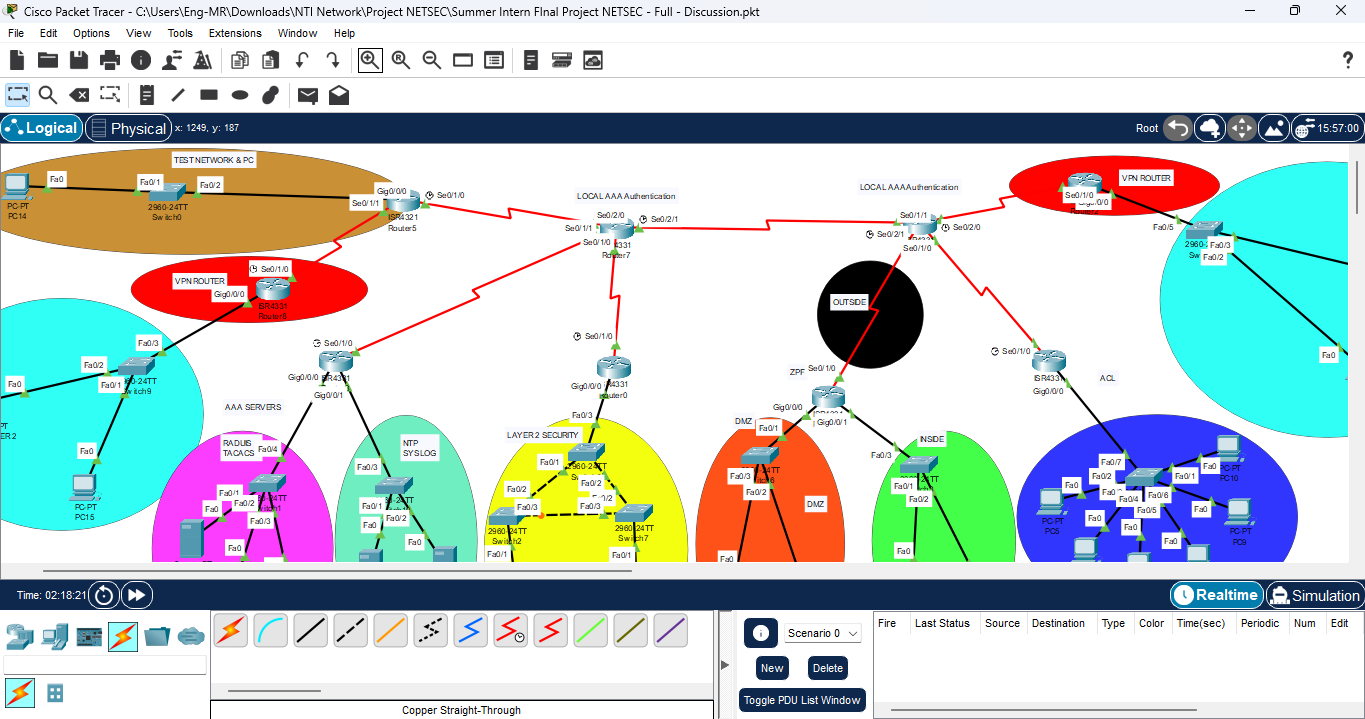 Cisco Packet Tracer - C:\Users\Eng-MR\Downloads\NTI Network\Project NETSEC\Summer Intern FInal Project NETSEC - Full - Discussion.pkt
File Edit Options View Tools Extensions Window Help
Logical Physical x: 1249, y: 187 Root 15:57:00
TEST NETWORK & PC
Fa0 Fa0/1 Fa0/2 Gig0/0/0 Se0/1/0
PC-PT
PC14
2960-24TT
Switch0
Se0/1/1
ISR4321
Router5
LOCAL AAA Authentication
Se0/2/0 Se0/2/1
Se0/1/1
4331
Router7
Se0/1/0
LOCAL AAAAuthentication
Se0/1/1
Se0/2/1 Se0/2/0
Se0/1/0
VPN ROUTER
Se0/1/0
Fa0/5
2960-
Fa0/3
Fa0/2
Fa0
VPN ROUTER
Se0/1/0
Gig0/0/0
ISR4331
Router6
Fa0/3
Fa0/2
Fa0/1
Fa0
Switch9
PT
ER2
Fa0
PC-PT
PC15
Se0/1/0
Gig0/0/0
Gig0/0/1
AAA SERVERS
RADUIS
TACACS
Fa0/4
Fa0/1
Fa0/2
Fa0
Fa0/3
Fa0
Fa0
NTP
SYSLOG
Fa0/3
Fa0/1
Fa0/2
Fa0
Fa0
Se0/1/0
Gig0/0/0
Fa0/3
LAYER 2 SECURITY
Fa0/1
2960-24TT
Fa0/2
Fa0/2
Fa0/3
Fa0/3
2960-24TT
Switch2
2960-24TT
Switch7
Fa0/1
Fa0/1
OUTSIDE
ZPF Se0/1/0
Gig0/0/0
Gig0/0/1
DMZ
Fa0/1
Fa0/3
Fa0/2
DMZ
Fa0
INSIDE
Fa0/3
Fa0/1
Fa0/2
Fa0
Se0/1/0
ISR4331
Gig0/0/0
ACL
Fa0/7
Fa0/2
Fa0
Fa0/4
Fa0/6
Fa0/5
Fa0/1
Fa0
PC-PT
PC10
PC-PT
PC5
Fa0
Fa0
Fa0
Fa0
PC-PT
PC9
Time: 02:18:21 Realtime Simulation
Scenario 0
New Delete
Toggle PDU List Window
Fire Last Status Source Destination Type Color Time(sec) Periodic Num Edit
Copper Straight-Through